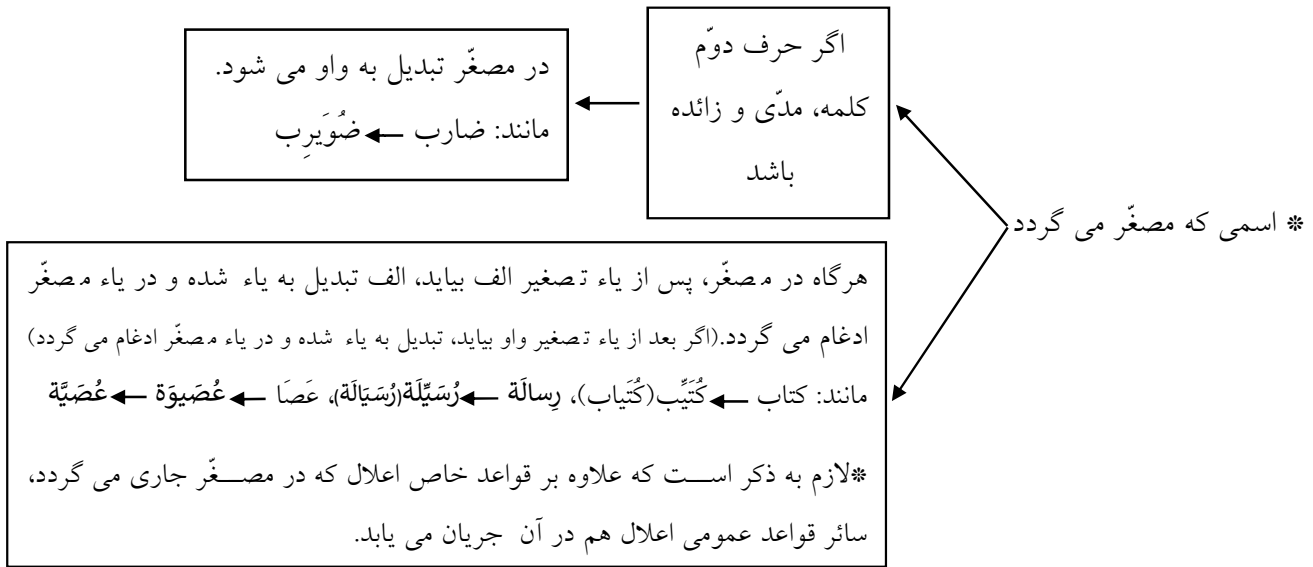 * اسمی که مصغّر می گردد
اگر حرف دوّم
کلمه، مدّی و زائده
باشد
در مصغّر تبدیل به واو می شود.
مانند: ضارب ← ضُوَیرِب
هرگاه در مصغّر، پس از یاء تصغیر الف بیاید، الف تبدیل به یاء شده و در یاء مصغّر
ادغام می گردد.(اگر بعد از یاء تصغیر واو بیاید، تبدیل به یاء شده و در یاء مصغّر ادغام می گردد)
مانند: کتاب ← کُتَیِّب(کُتَیاب)، رِسالَة ← رُسَیِّلَة(رُسَیَالَة)، عَصَا ← عُصَیوَة ← عُصَیَّة
*لازم به ذکر است که علاوه بر قواعد خاص اعلال که در مصغّر جاری می گردد،
سائر قواعد عمومی اعلال هم در آن جریان می یابد.